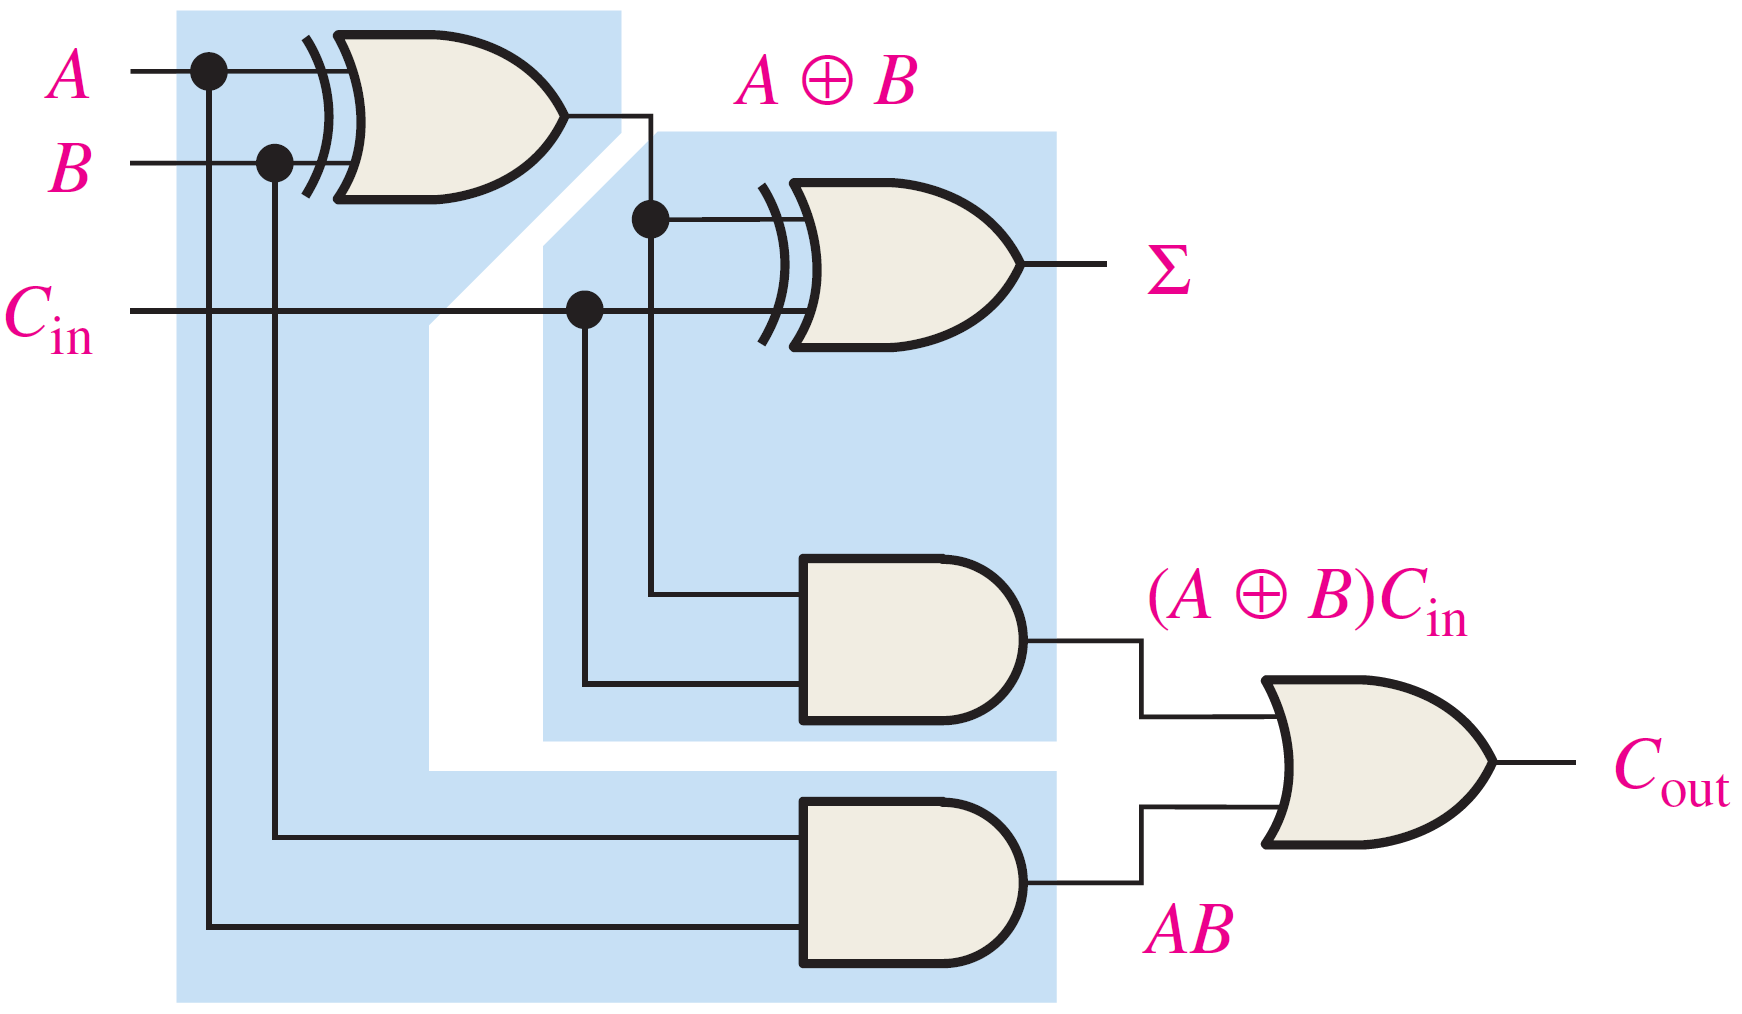 A
A ⊕ B
B
Σ
C_in
(A ⊕ B)C_in
C_out
AB